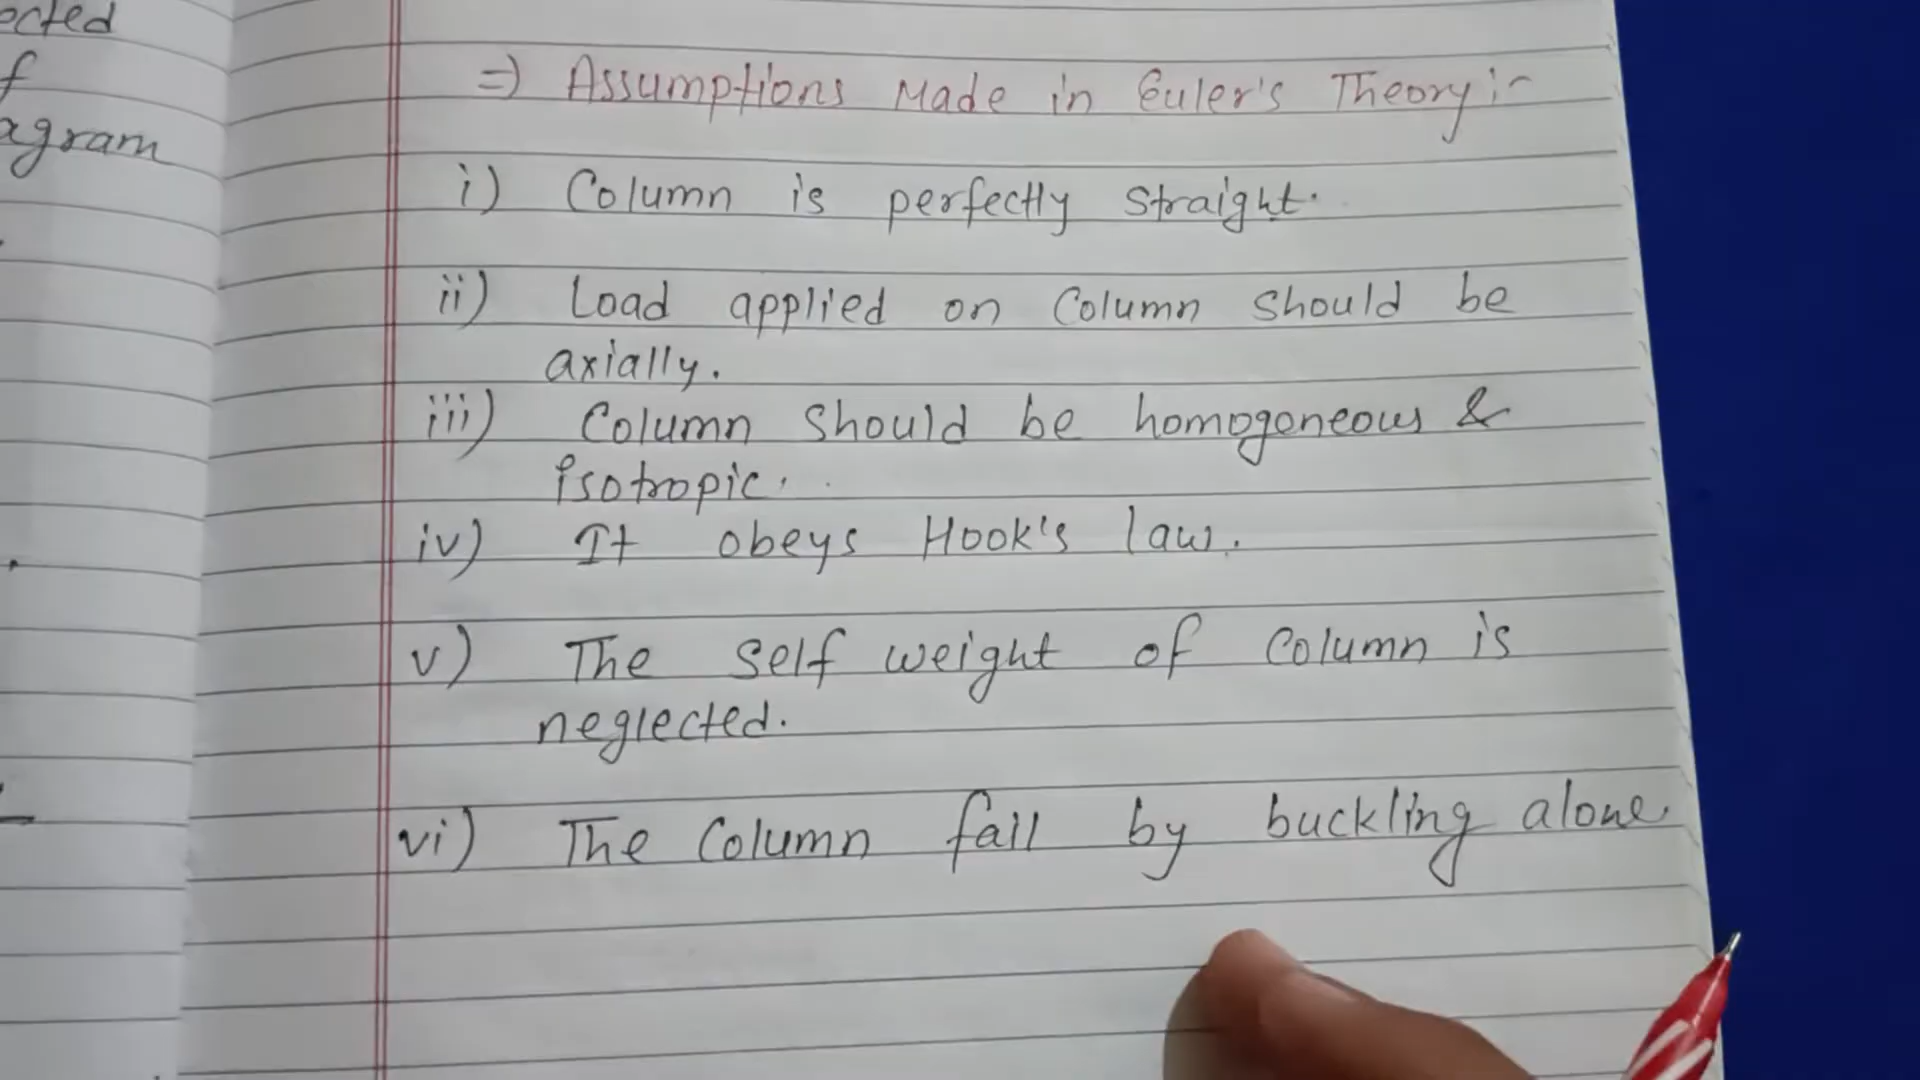 ected
f
agram
=) Assumptions Made in Euler's Theory:-
i) Column is perfectly straight.
ii) Load applied on Column should be
axially.
iii) Column should be homogeneous &
isotropic.
iv) It obeys Hook's law.
v) The self weight of Column is
neglected.
vi) The Column fail by buckling alone.